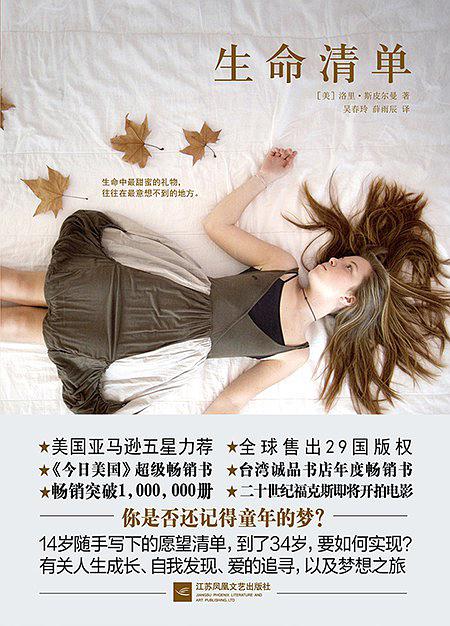 生命清单
［美］洛里·斯皮尔曼 著
吴春玲 薛雨辰 译
生命中最甜蜜的礼物，
往往在最意想不到的地方。
★美国亚马逊五星力荐 ★全球售出29国版权
★《今日美国》超级畅销书 ★台湾诚品书店年度畅销书
★畅销突破1,000,000册 ★二十世纪福克斯即将开拍电影
你是否还记得童年的梦？
14岁随手写下的愿望清单，到了34岁，要如何实现？
有关人生成长、自我发现、爱的追寻，以及梦想之旅
江苏凤凰文艺出版社
JIANGSU PHOENIX LITERATURE AND
ART PUBLISHING, LTD